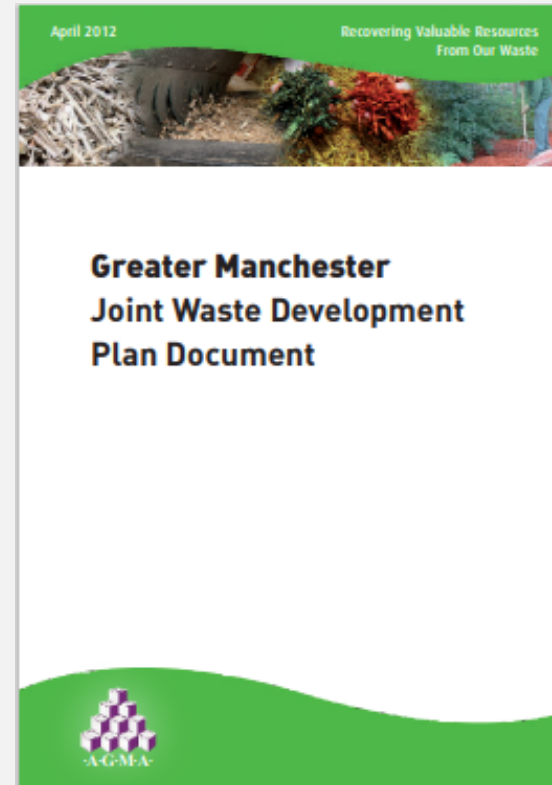 April 2012
Recovering Valuable Resources
From Our Waste
Greater Manchester
Joint Waste Development
Plan Document
·A·G·M·A·